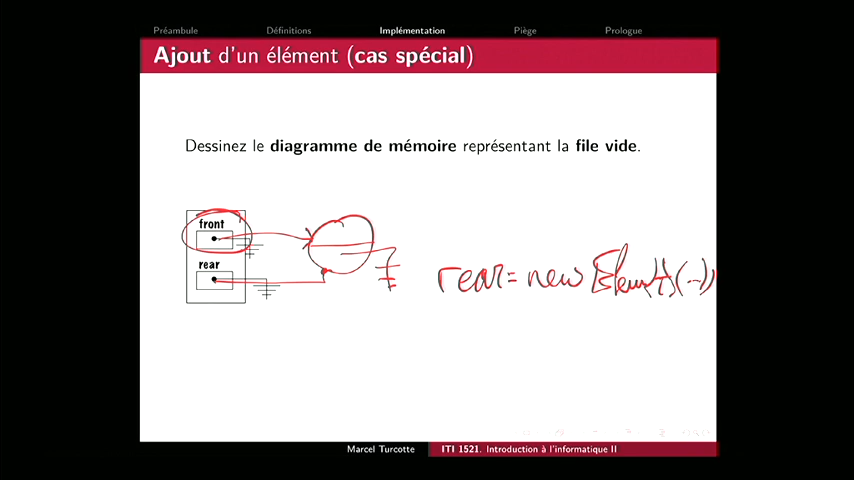 Préambule Définitions Implémentation Piège Prologue
Ajout d'un élément (cas spécial)
Dessinez le diagramme de mémoire représentant la file vide.
front
rear
rear = new
Marcel Turcotte ITI 1521. Introduction à l'informatique II